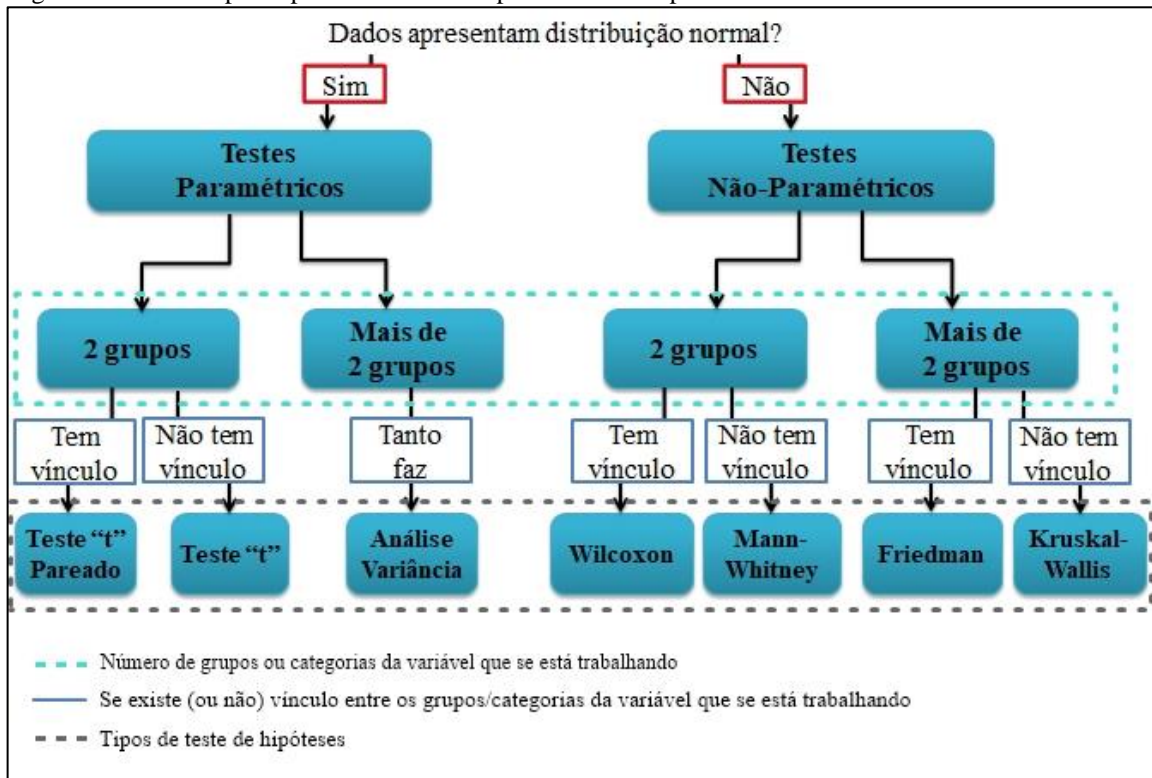 Dados apresentam distribuição normal?
Sim
Não
Testes
Paramétricos
Testes
Não-Paramétricos
2 grupos
Mais de
2 grupos
2 grupos
Mais de
2 grupos
Tem
vínculo
Não tem
vínculo
Tanto
faz
Tem
vínculo
Não tem
vínculo
Tem
vínculo
Não tem
vínculo
Teste “t”
Pareado
Teste “t”
Análise
Variância
Wilcoxon
Mann-
Whitney
Friedman
Kruskal-
Wallis
Número de grupos ou categorias da variável que se está trabalhando
Se existe (ou não) vínculo entre os grupos/categorias da variável que se está trabalhando
Tipos de teste de hipóteses